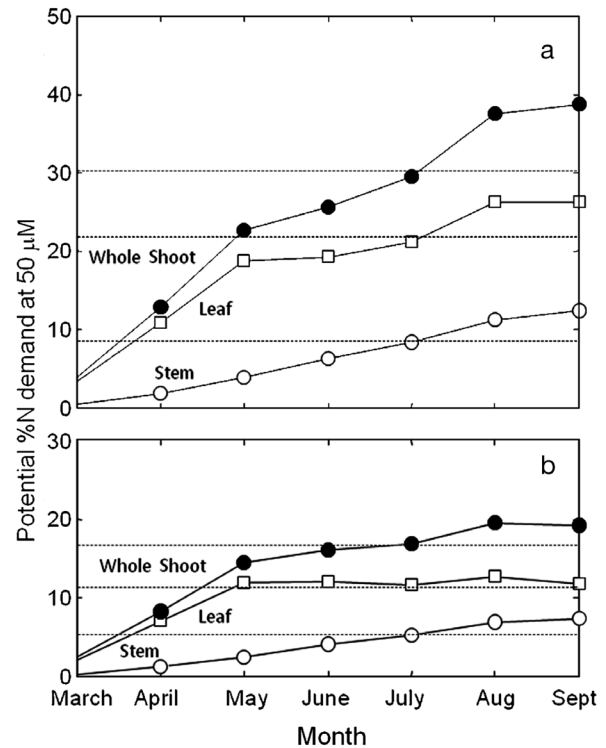 50
a
40
30
Whole Shoot
20
Leaf
10
Stem
0
Potential %N demand at 50 μM
30
b
20
Whole Shoot
10
Leaf
Stem
0
March April May June July Aug Sept
Month